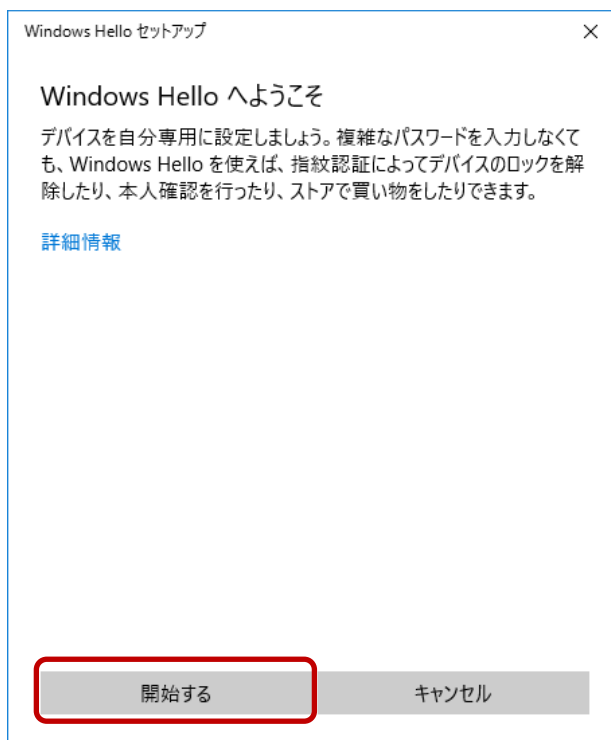 Windows Hello セットアップ
Windows Hello へようこそ
デバイスを自分専用に設定しましょう。複雑なパスワードを入力しなくて
も、Windows Hello を使えば、指紋認証によってデバイスのロックを解
除したり、本人確認を行ったり、ストアで買い物をしたりできます。
詳細情報
開始する
キャンセル